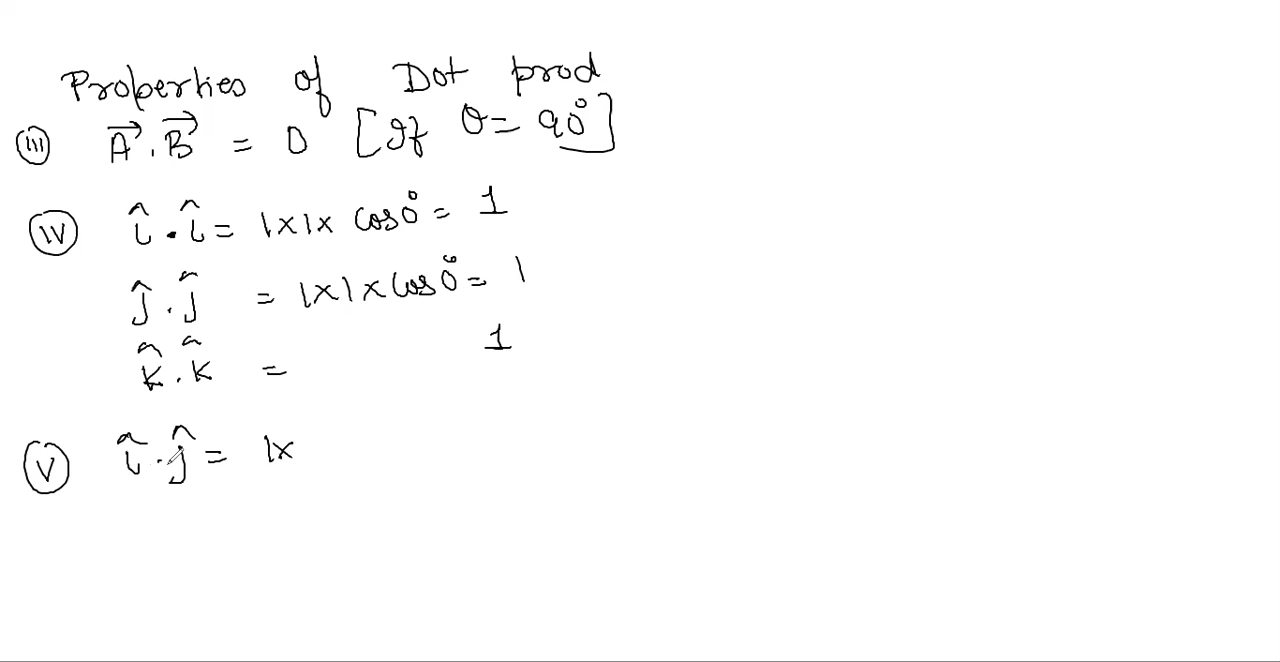 Properties of Dot prod
(iii) A⃗ . B⃗ = 0 [If θ = 90°]
(iv) î . î = 1×1× cos0° = 1
ĵ . ĵ = 1×1×cos0° = 1
k̂ . k̂ = 1
(v) î . ĵ = 1×